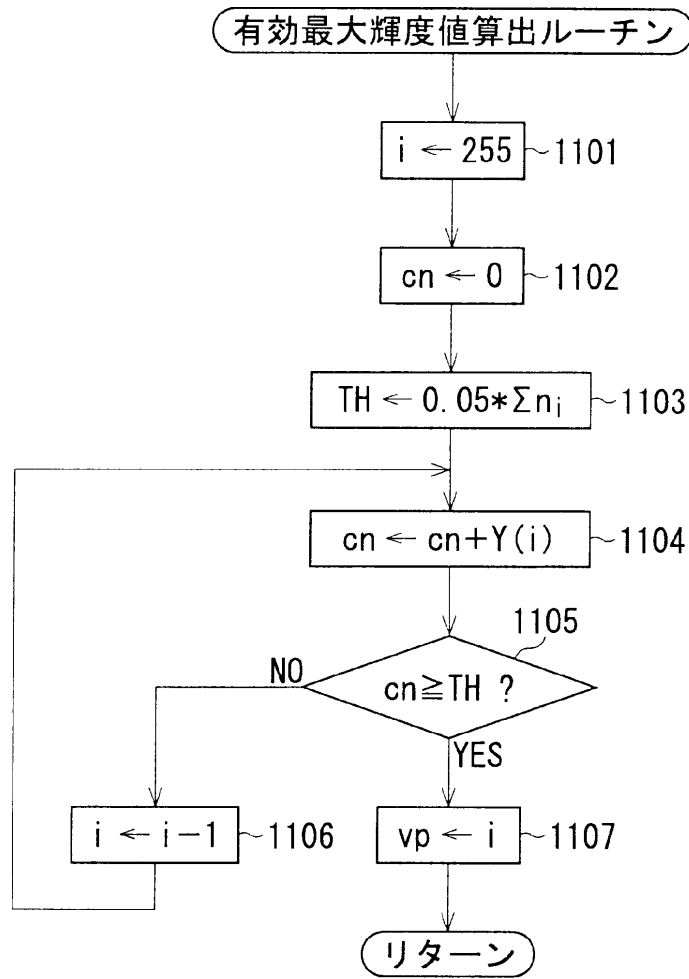 有効最大輝度値算出ルーチン
i ← 255
1101
cn ← 0
1102
TH ← 0.05*Σnᵢ
1103
cn ← cn+Y(i)
1104
1105
cn≧TH ?
NO
YES
i ← i-1
1106
vp ← i
1107
リターン